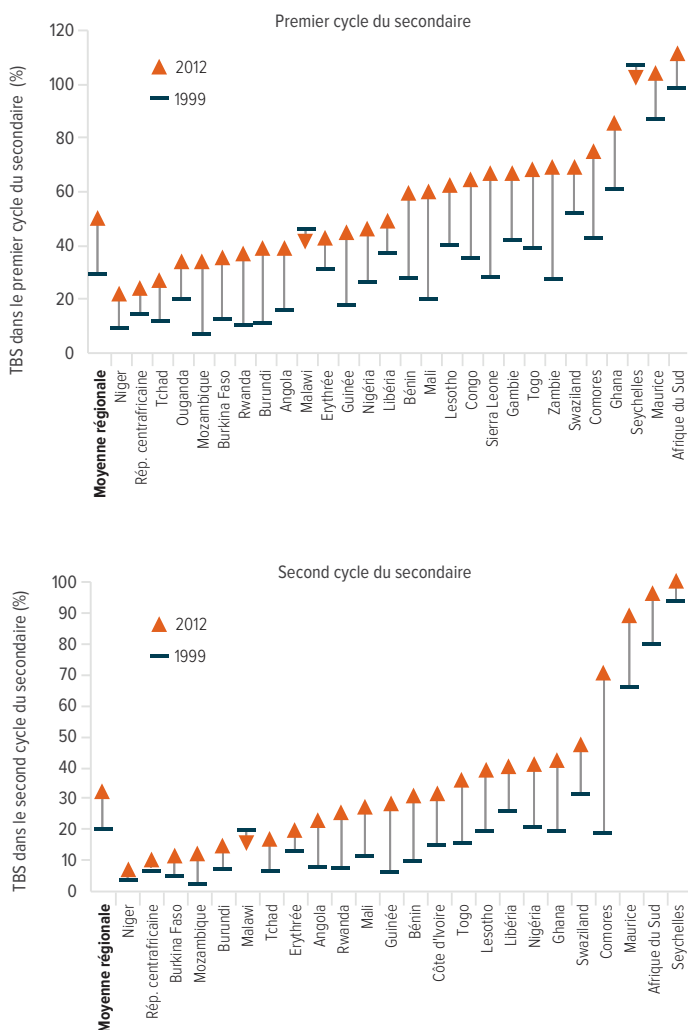 Premier cycle du secondaire
TBS dans le premier cycle du secondaire (%)
120
100
80
60
40
20
0
2012
1999
Moyenne régionale
Niger
Rép. centrafricaine
Tchad
Ouganda
Mozambique
Burkina Faso
Rwanda
Burundi
Angola
Malawi
Erythrée
Guinée
Nigéria
Libéria
Bénin
Mali
Lesotho
Congo
Sierra Leone
Gambie
Togo
Zambie
Swaziland
Comores
Ghana
Seychelles
Maurice
Afrique du Sud
Second cycle du secondaire
TBS dans le second cycle du secondaire (%)
100
90
80
70
60
50
40
30
20
10
0
2012
1999
Moyenne régionale
Niger
Rép. centrafricaine
Burkina Faso
Mozambique
Burundi
Malawi
Tchad
Erythrée
Angola
Rwanda
Mali
Guinée
Bénin
Côte d'Ivoire
Togo
Lesotho
Libéria
Nigéria
Ghana
Swaziland
Comores
Maurice
Afrique du Sud
Seychelles